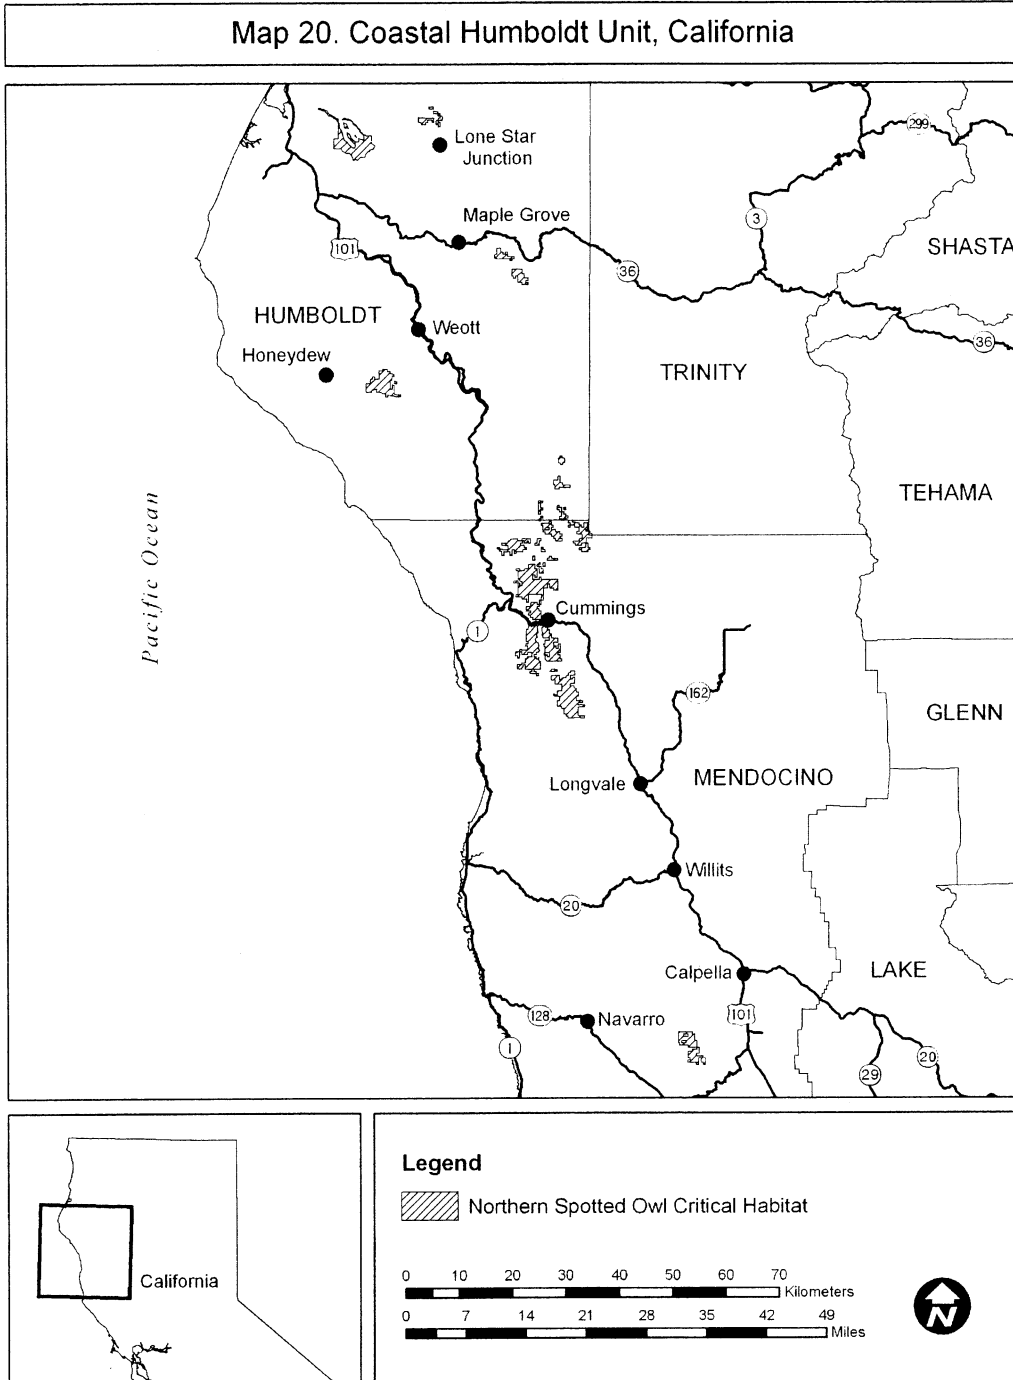 Map 20. Coastal Humboldt Unit, California
299
Lone Star
Junction
Maple Grove
3
101
SHASTA
36
HUMBOLDT
Weott
36
Honeydew
TRINITY
TEHAMA
Pacific Ocean
Cummings
1
162
GLENN
Longvale
MENDOCINO
Willits
20
LAKE
Calpella
101
128
Navarro
1
20
29
Legend
Northern Spotted Owl Critical Habitat
California
0 10 20 30 40 50 60 70
Kilometers
0 7 14 21 28 35 42 49
Miles
N